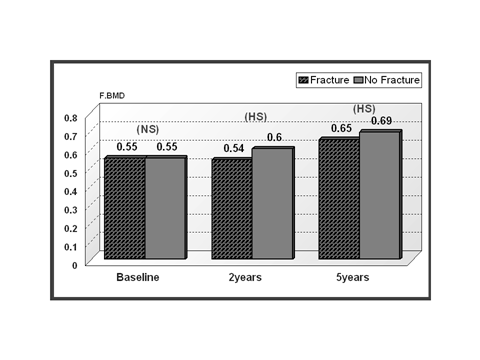 F.BMD
Fracture No Fracture
0.8
0.7
0.6
0.5
0.4
0.3
0.2
0.1
0
(NS)
(HS)
(HS)
0.55 0.55
0.54 0.6
0.65 0.69
Baseline 2years 5years